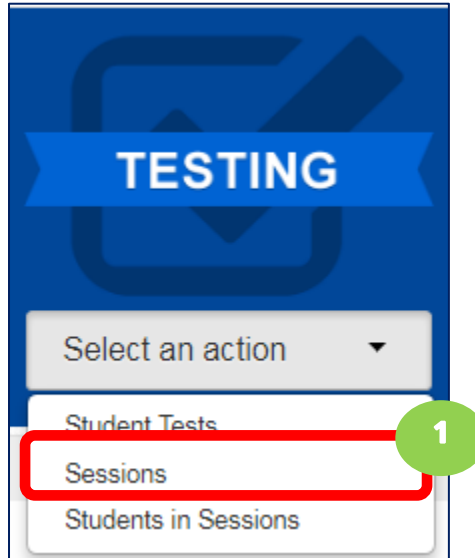 TESTING
Select an action
Student Tests
1
Sessions
Students in Sessions